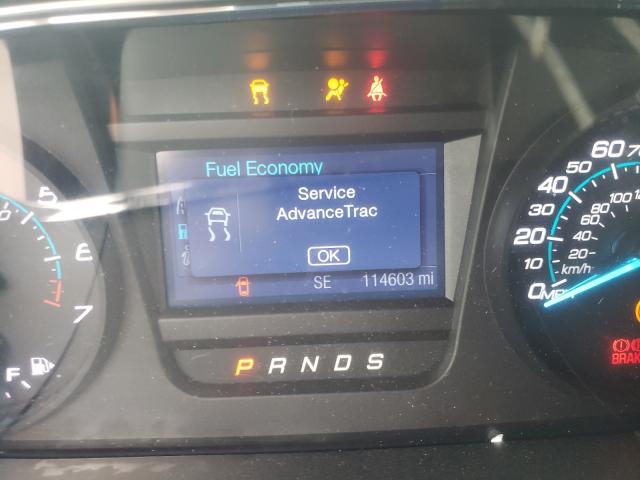 Fuel Economy
Service
AdvanceTrac
OK
SE 114603 mi
P R N D S
5
6
7
F
0 10 20 30 40 50 60 70
20 40 60 80 100
km/h